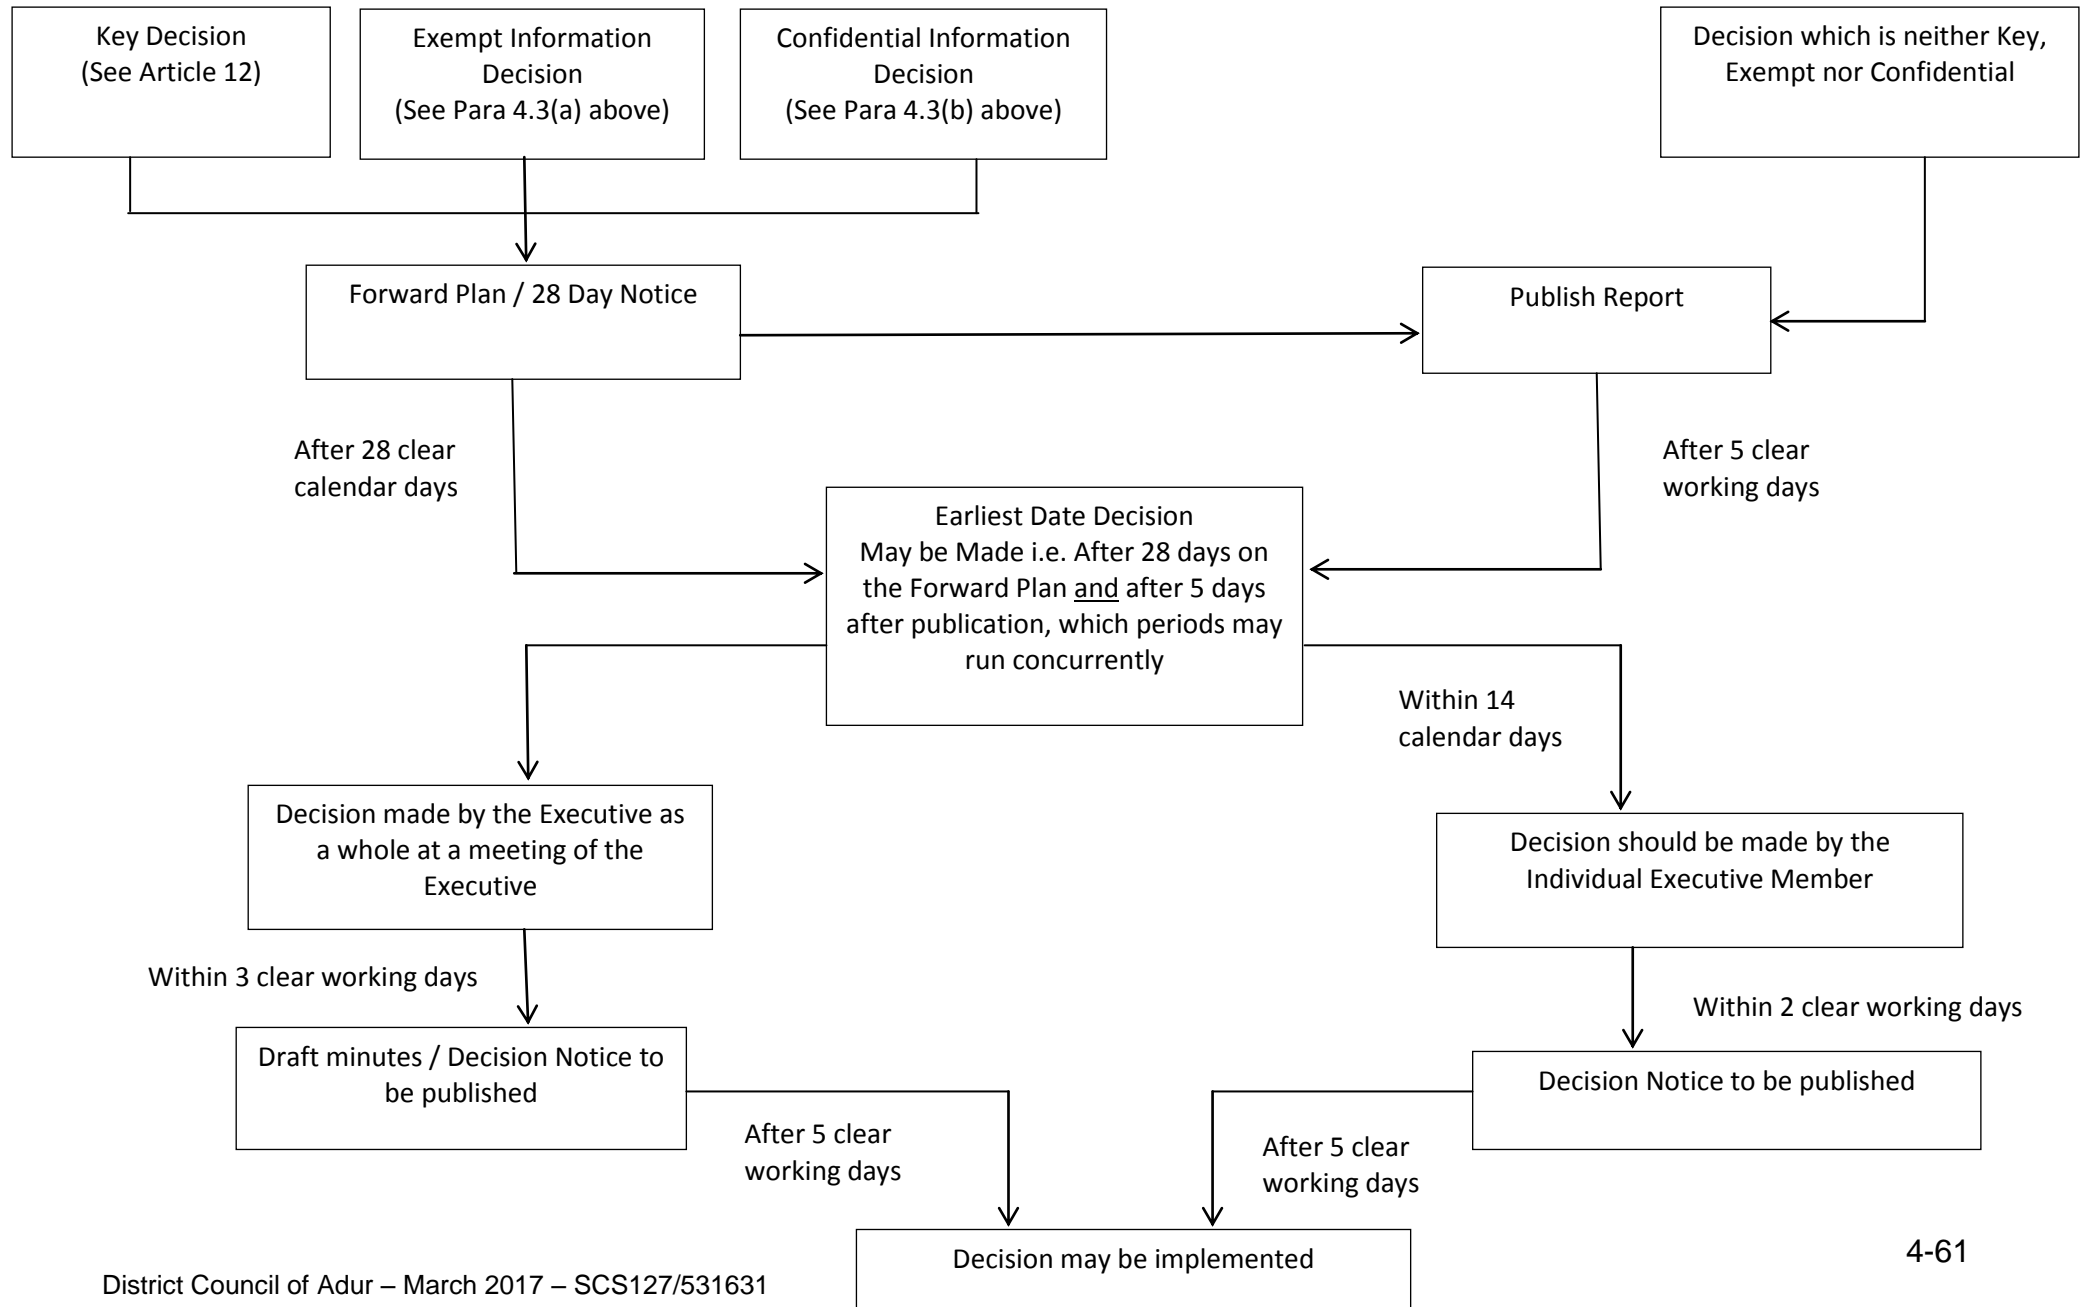 Key Decision
(See Article 12)
Exempt Information
Decision
(See Para 4.3(a) above)
Confidential Information
Decision
(See Para 4.3(b) above)
Decision which is neither Key,
Exempt nor Confidential
Forward Plan / 28 Day Notice
Publish Report
After 28 clear
calendar days
After 5 clear
working days
Earliest Date Decision
May be Made i.e. After 28 days on
the Forward Plan and after 5 days
after publication, which periods may
run concurrently
Within 14
calendar days
Decision made by the Executive as
a whole at a meeting of the
Executive
Decision should be made by the
Individual Executive Member
Within 3 clear working days
Within 2 clear working days
Draft minutes / Decision Notice to
be published
Decision Notice to be published
After 5 clear
working days
After 5 clear
working days
Decision may be implemented
4-61
District Council of Adur – March 2017 – SCS127/531631